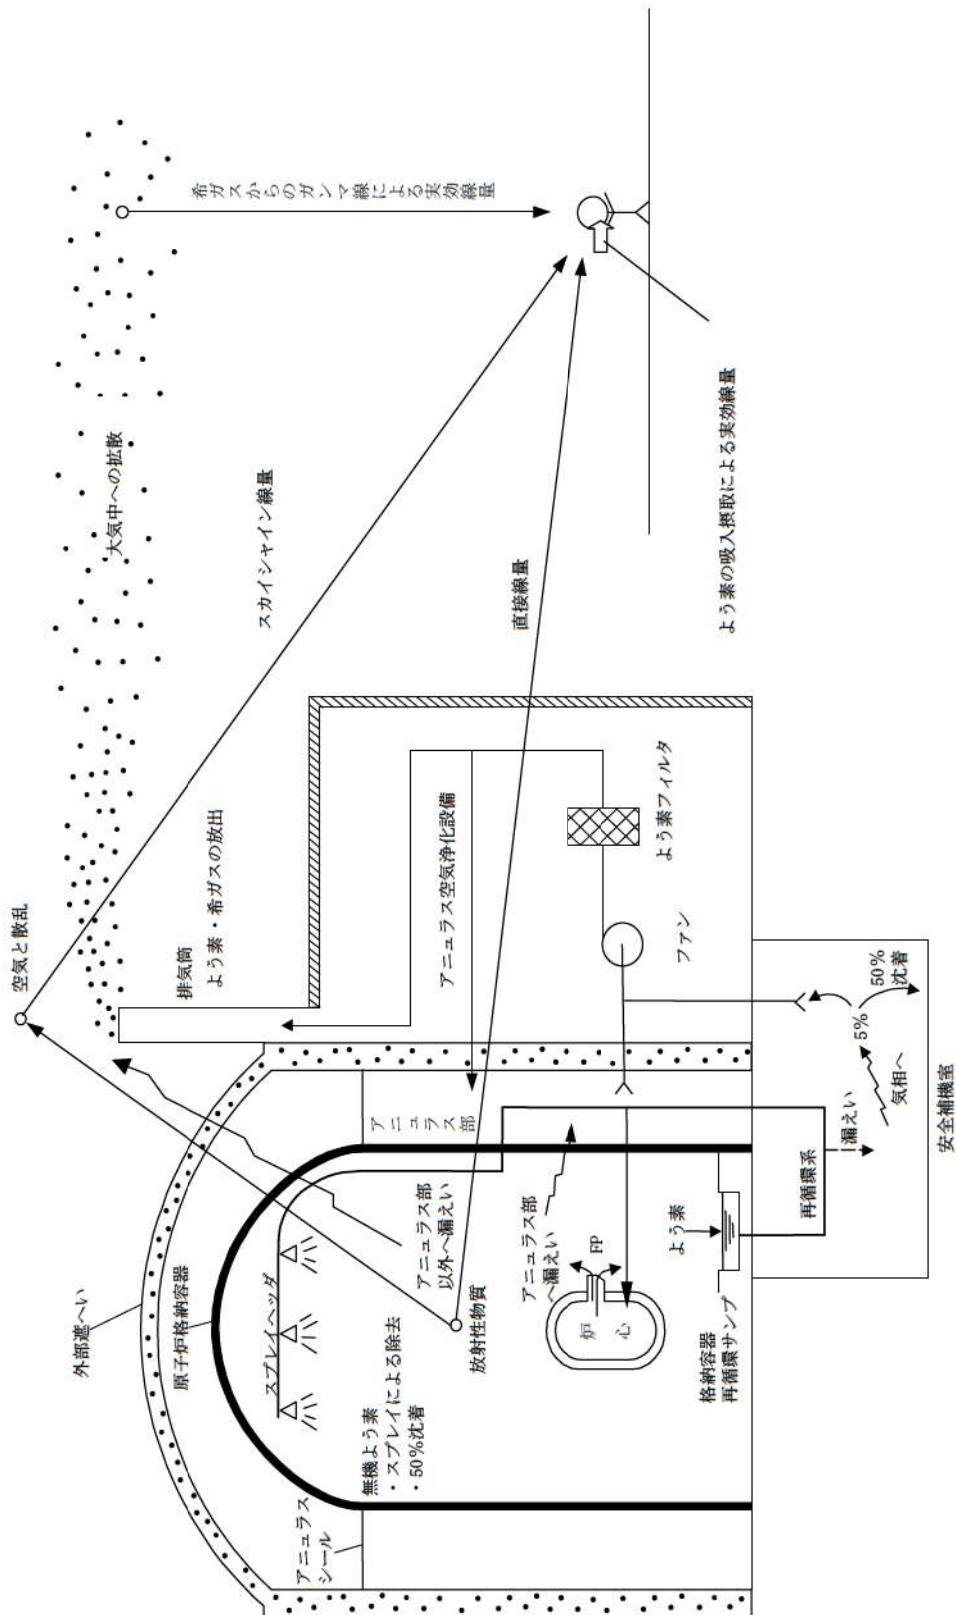 外部遮へい
原子炉格納容器
スプレイヘッダ
アニュラス
シール
無機よう素
・スプレイによる除去
・50%沈着
アニュラス部
以外へ漏えい
放射性物質
アニュラス部
アニュラス部
へ漏えい
FP
炉
心
よう素
格納容器
再循環サンプ
再循環系
漏えい
気相へ
5%
50%
沈着
安全補機室
空気と散乱
排気筒
よう素・希ガスの放出
アニュラス空気浄化設備
ファン
よう素フィルタ
大気中への拡散
スカイシャイン線量
直接線量
希ガスからのガンマ線による実効線量
よう素の吸入摂取による実効線量